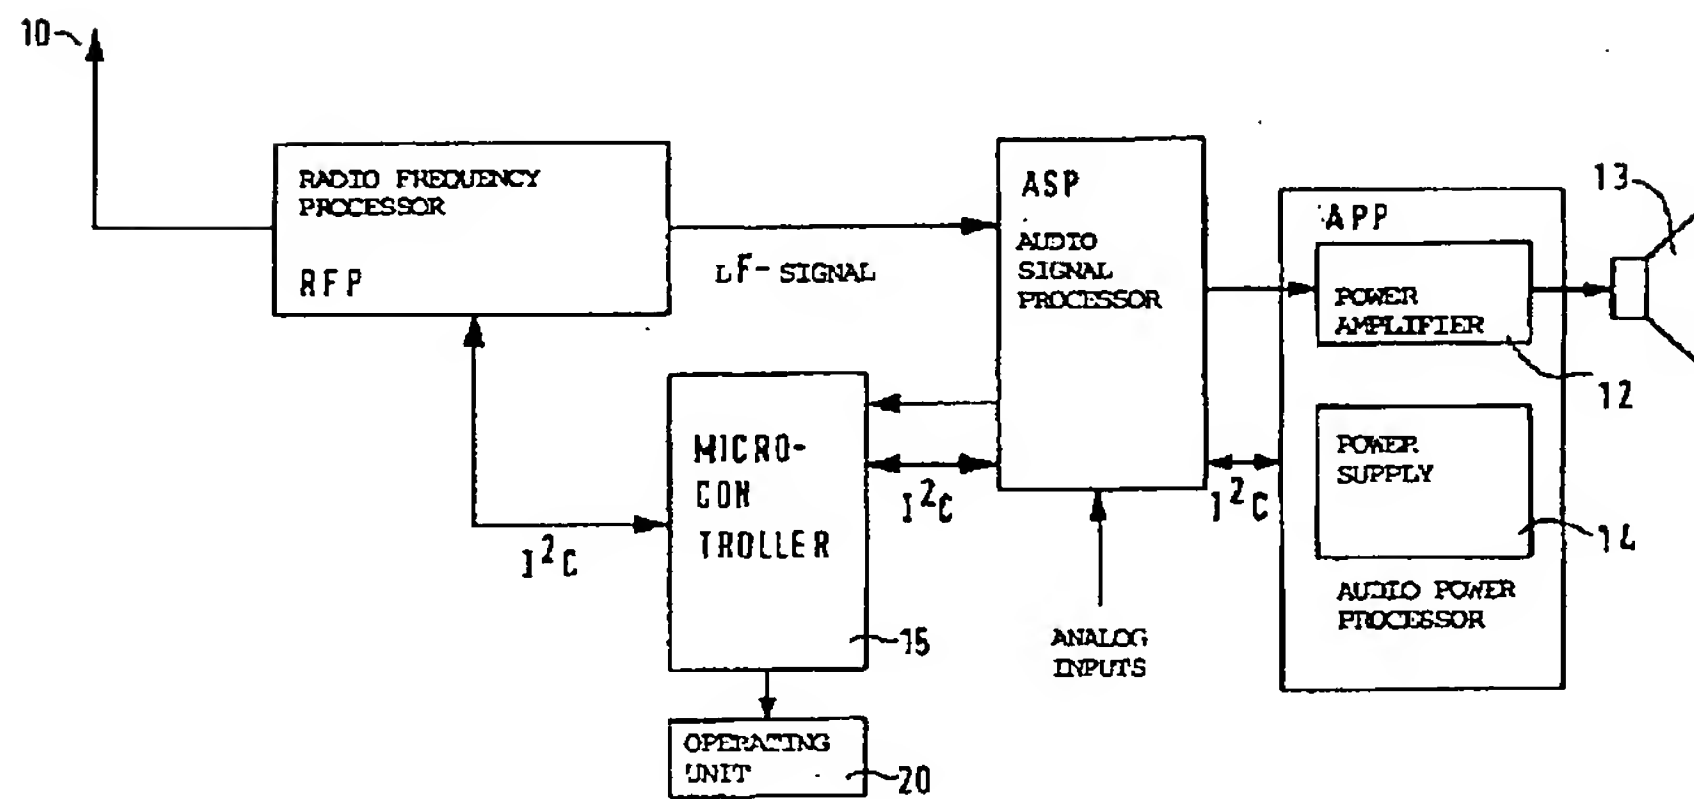 10
RADIO FREQUENCY
PROCESSOR
RFP
LF-SIGNAL
ASP
AUDIO
SIGNAL
PROCESSOR
APP
POWER
AMPLIFIER
13
12
POWER
SUPPLY
14
AUDIO POWER
PROCESSOR
MICRO-
CON
TROLLER
15
I²C
I²C
I²C
ANALOG
INPUTS
OPERATING
UNIT
20